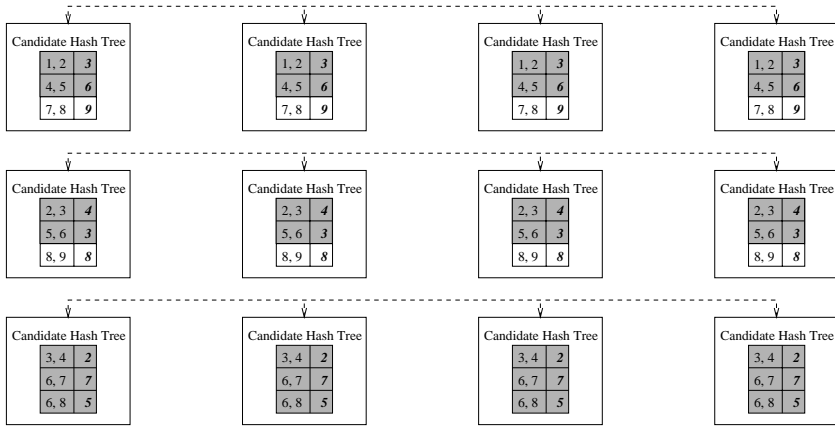 Candidate Hash Tree Candidate Hash Tree Candidate Hash Tree Candidate Hash Tree
1, 2 3 1, 2 3 1, 2 3 1, 2 3
4, 5 6 4, 5 6 4, 5 6 4, 5 6
7, 8 9 7, 8 9 7, 8 9 7, 8 9
Candidate Hash Tree Candidate Hash Tree Candidate Hash Tree Candidate Hash Tree
2, 3 4 2, 3 4 2, 3 4 2, 3 4
5, 6 3 5, 6 3 5, 6 3 5, 6 3
8, 9 8 8, 9 8 8, 9 8 8, 9 8
Candidate Hash Tree Candidate Hash Tree Candidate Hash Tree Candidate Hash Tree
3, 4 2 3, 4 2 3, 4 2 3, 4 2
6, 7 7 6, 7 7 6, 7 7 6, 7 7
6, 8 5 6, 8 5 6, 8 5 6, 8 5